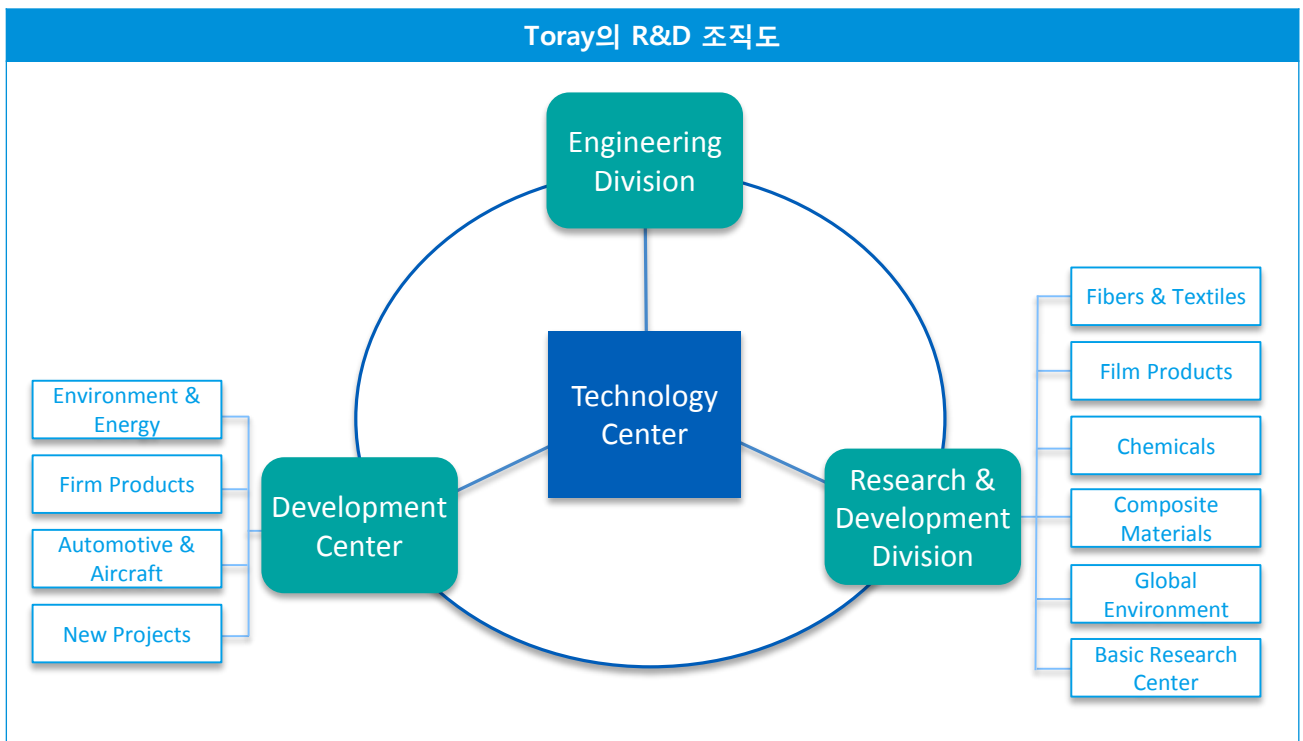 Toray의 R&D 조직도
Engineering
Division
Technology
Center
Development
Center
Research &
Development
Division
Environment &
Energy
Firm Products
Automotive &
Aircraft
New Projects
Fibers & Textiles
Film Products
Chemicals
Composite
Materials
Global
Environment
Basic Research
Center